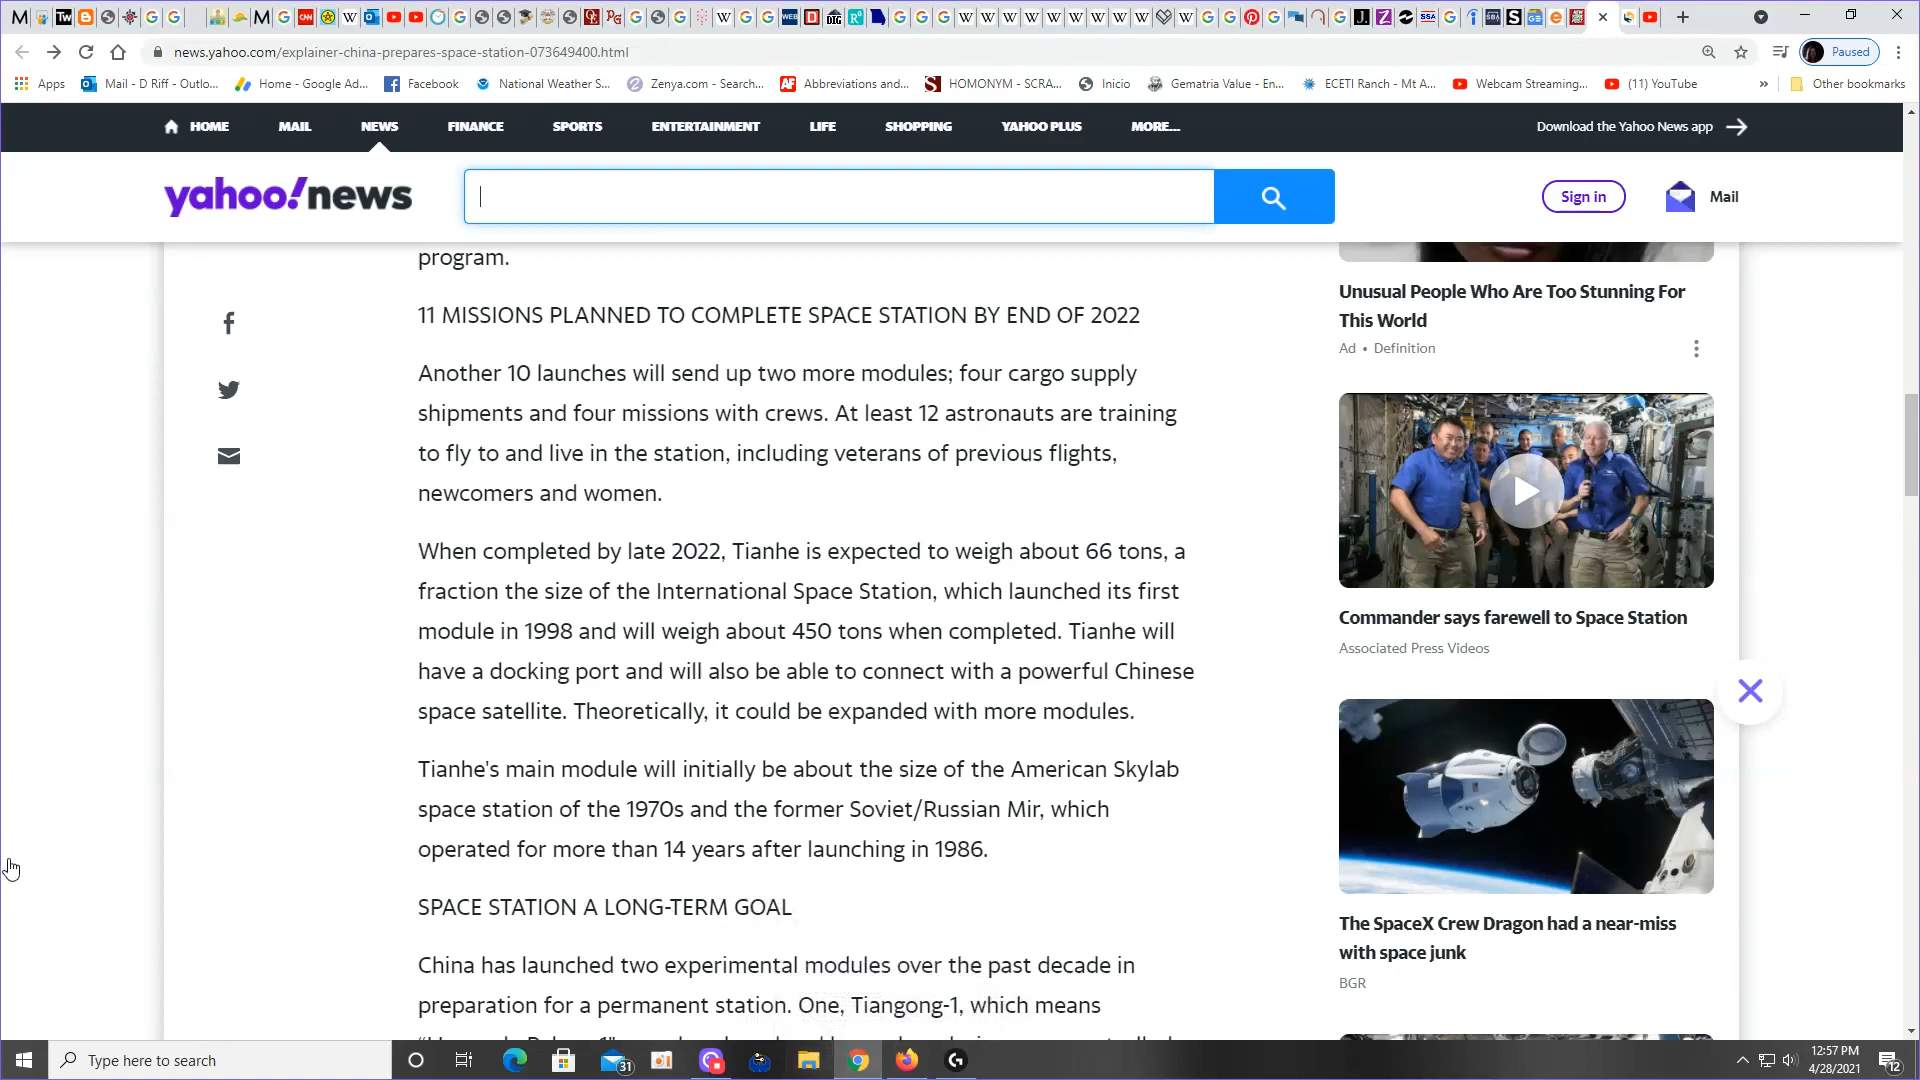 news.yahoo.com/explainer-china-prepares-space-station-073649400.html
Paused
Apps
Mail - D Riff - Outlo...
Home - Google Ad...
Facebook
National Weather S...
Zenya.com - Search...
Abbreviations and...
HOMONYM - SCRA...
Inicio
Gematria Value - En...
ECETI Ranch - Mt A...
Webcam Streaming...
(11) YouTube
»
Other bookmarks
HOME
MAIL
NEWS
FINANCE
SPORTS
ENTERTAINMENT
LIFE
SHOPPING
YAHOO PLUS
MORE...
Download the Yahoo News app
yahoo!news
Sign in
Mail
program.
11 MISSIONS PLANNED TO COMPLETE SPACE STATION BY END OF 2022
Another 10 launches will send up two more modules; four cargo supply
shipments and four missions with crews. At least 12 astronauts are training
to fly to and live in the station, including veterans of previous flights,
newcomers and women.
When completed by late 2022, Tianhe is expected to weigh about 66 tons, a
fraction the size of the International Space Station, which launched its first
module in 1998 and will weigh about 450 tons when completed. Tianhe will
have a docking port and will also be able to connect with a powerful Chinese
space satellite. Theoretically, it could be expanded with more modules.
Tianhe's main module will initially be about the size of the American Skylab
space station of the 1970s and the former Soviet/Russian Mir, which
operated for more than 14 years after launching in 1986.
SPACE STATION A LONG-TERM GOAL
China has launched two experimental modules over the past decade in
preparation for a permanent station. One, Tiangong-1, which means
Unusual People Who Are Too Stunning For
This World
Ad • Definition
Commander says farewell to Space Station
Associated Press Videos
The SpaceX Crew Dragon had a near-miss
with space junk
BGR
Type here to search
31
12:57 PM
4/28/2021
12